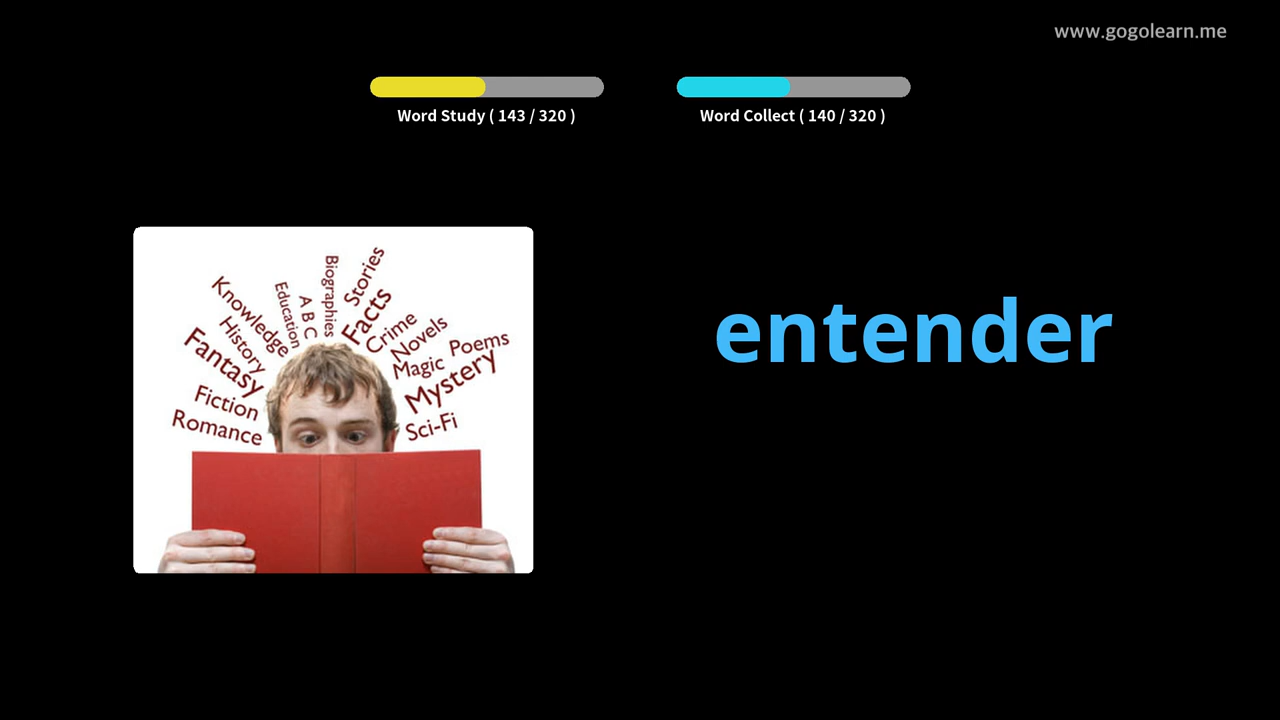 www.gogolearn.me
Word Study ( 143 / 320 )
Word Collect ( 140 / 320 )
Romance
Fiction
Fantasy
History
Knowledge
Education
A B C
Biographies
Stories
Facts
Crime
Novels
Magic
Poems
Mystery
Sci-Fi
entender